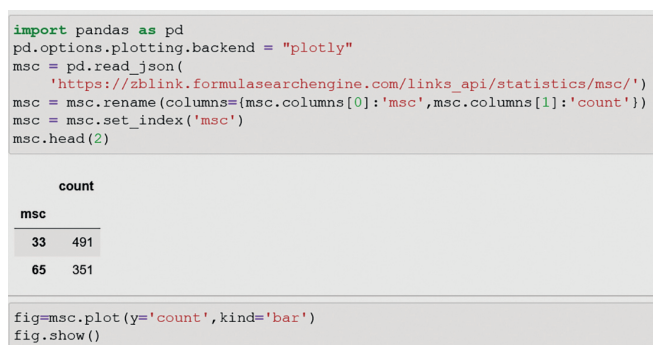 import pandas as pd
pd.options.plotting.backend = "plotly"
msc = pd.read_json(
    'https://zblink.formulasearchengine.com/links_api/statistics/msc/')
msc = msc.rename(columns={msc.columns[0]:'msc',msc.columns[1]:'count'})
msc = msc.set_index('msc')
msc.head(2)
count
msc
33 491
65 351
fig=msc.plot(y='count',kind='bar')
fig.show()